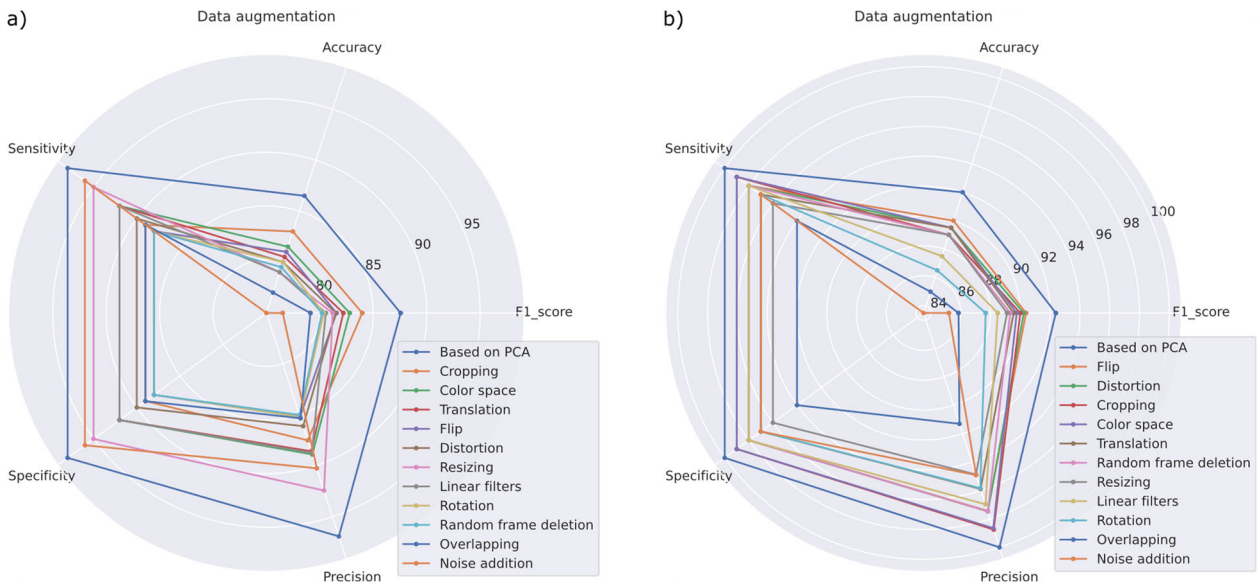 a)
Data augmentation
Accuracy
Sensitivity
95
90
85
80
F1_score
Specificity
Precision
Based on PCA
Cropping
Color space
Translation
Flip
Distortion
Resizing
Linear filters
Rotation
Random frame deletion
Overlapping
Noise addition
b)
Data augmentation
Accuracy
Sensitivity
100
98
96
94
92
90
88
86
84
F1_score
Specificity
Precision
Based on PCA
Flip
Distortion
Cropping
Color space
Translation
Random frame deletion
Resizing
Linear filters
Rotation
Overlapping
Noise addition